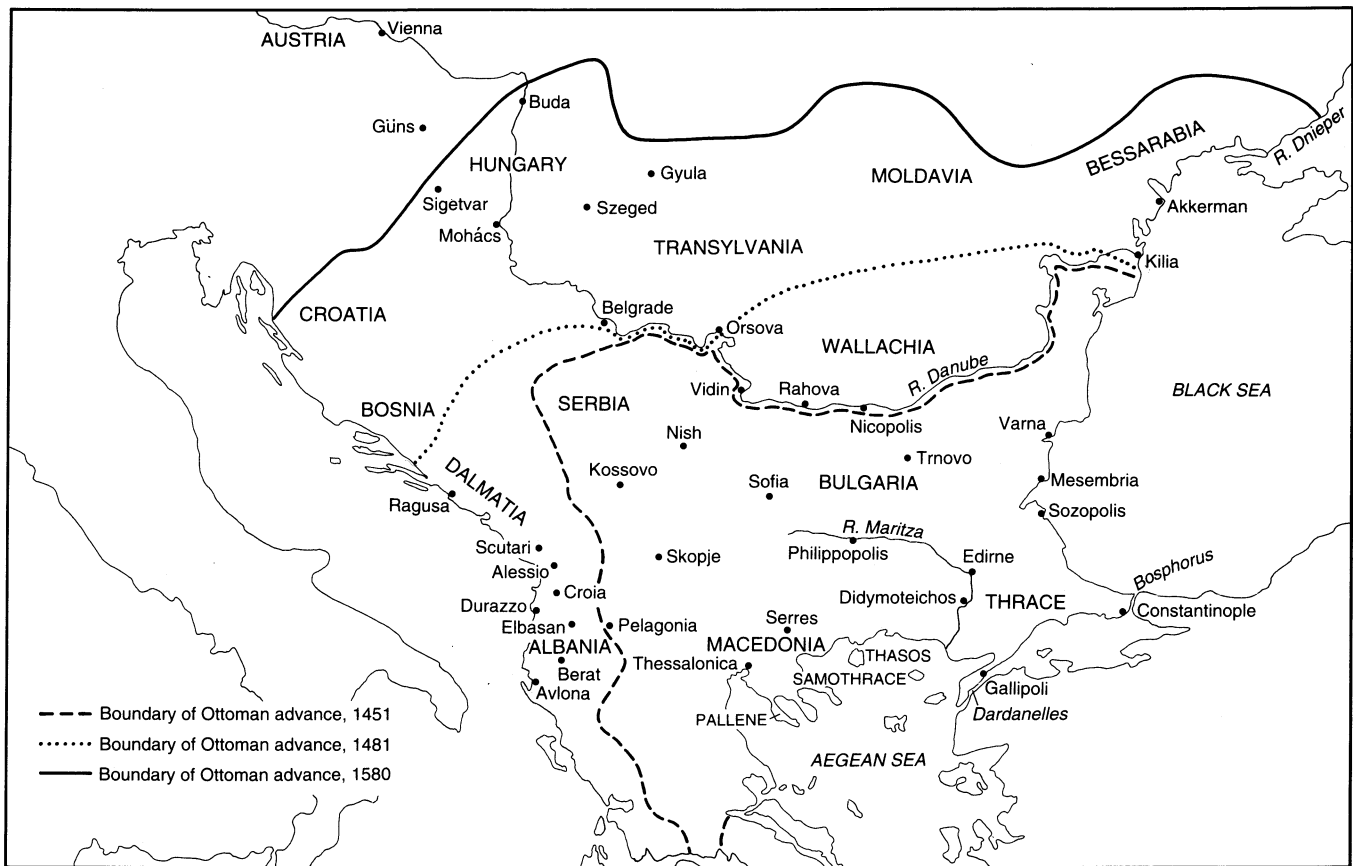 AUSTRIA
Vienna
Buda
Güns
HUNGARY
Gyula
Sigetvar
Szeged
Mohács
TRANSYLVANIA
MOLDAVIA
BESSARABIA
R. Dnieper
Akkerman
Kilia
CROATIA
Belgrade
Orsova
WALLACHIA
R. Danube
Vidin
Rahova
Nicopolis
BLACK SEA
BOSNIA
SERBIA
Nish
Varna
Kossovo
Trnovo
Sofia
BULGARIA
Mesembria
DALMATIA
Ragusa
Sozopolis
R. Maritza
Philippopolis
Scutari
Alessio
Skopje
Edirne
Bosphorus
Croia
Didymoteichos
THRACE
Constantinople
Durazzo
Elbasan
Pelagonia
Serres
ALBANIA
MACEDONIA
Berat
Thessalonica
THASOS
SAMOTHRACE
Avlona
Gallipoli
Dardanelles
PALLENE
AEGEAN SEA
Boundary of Ottoman advance, 1451
Boundary of Ottoman advance, 1481
Boundary of Ottoman advance, 1580